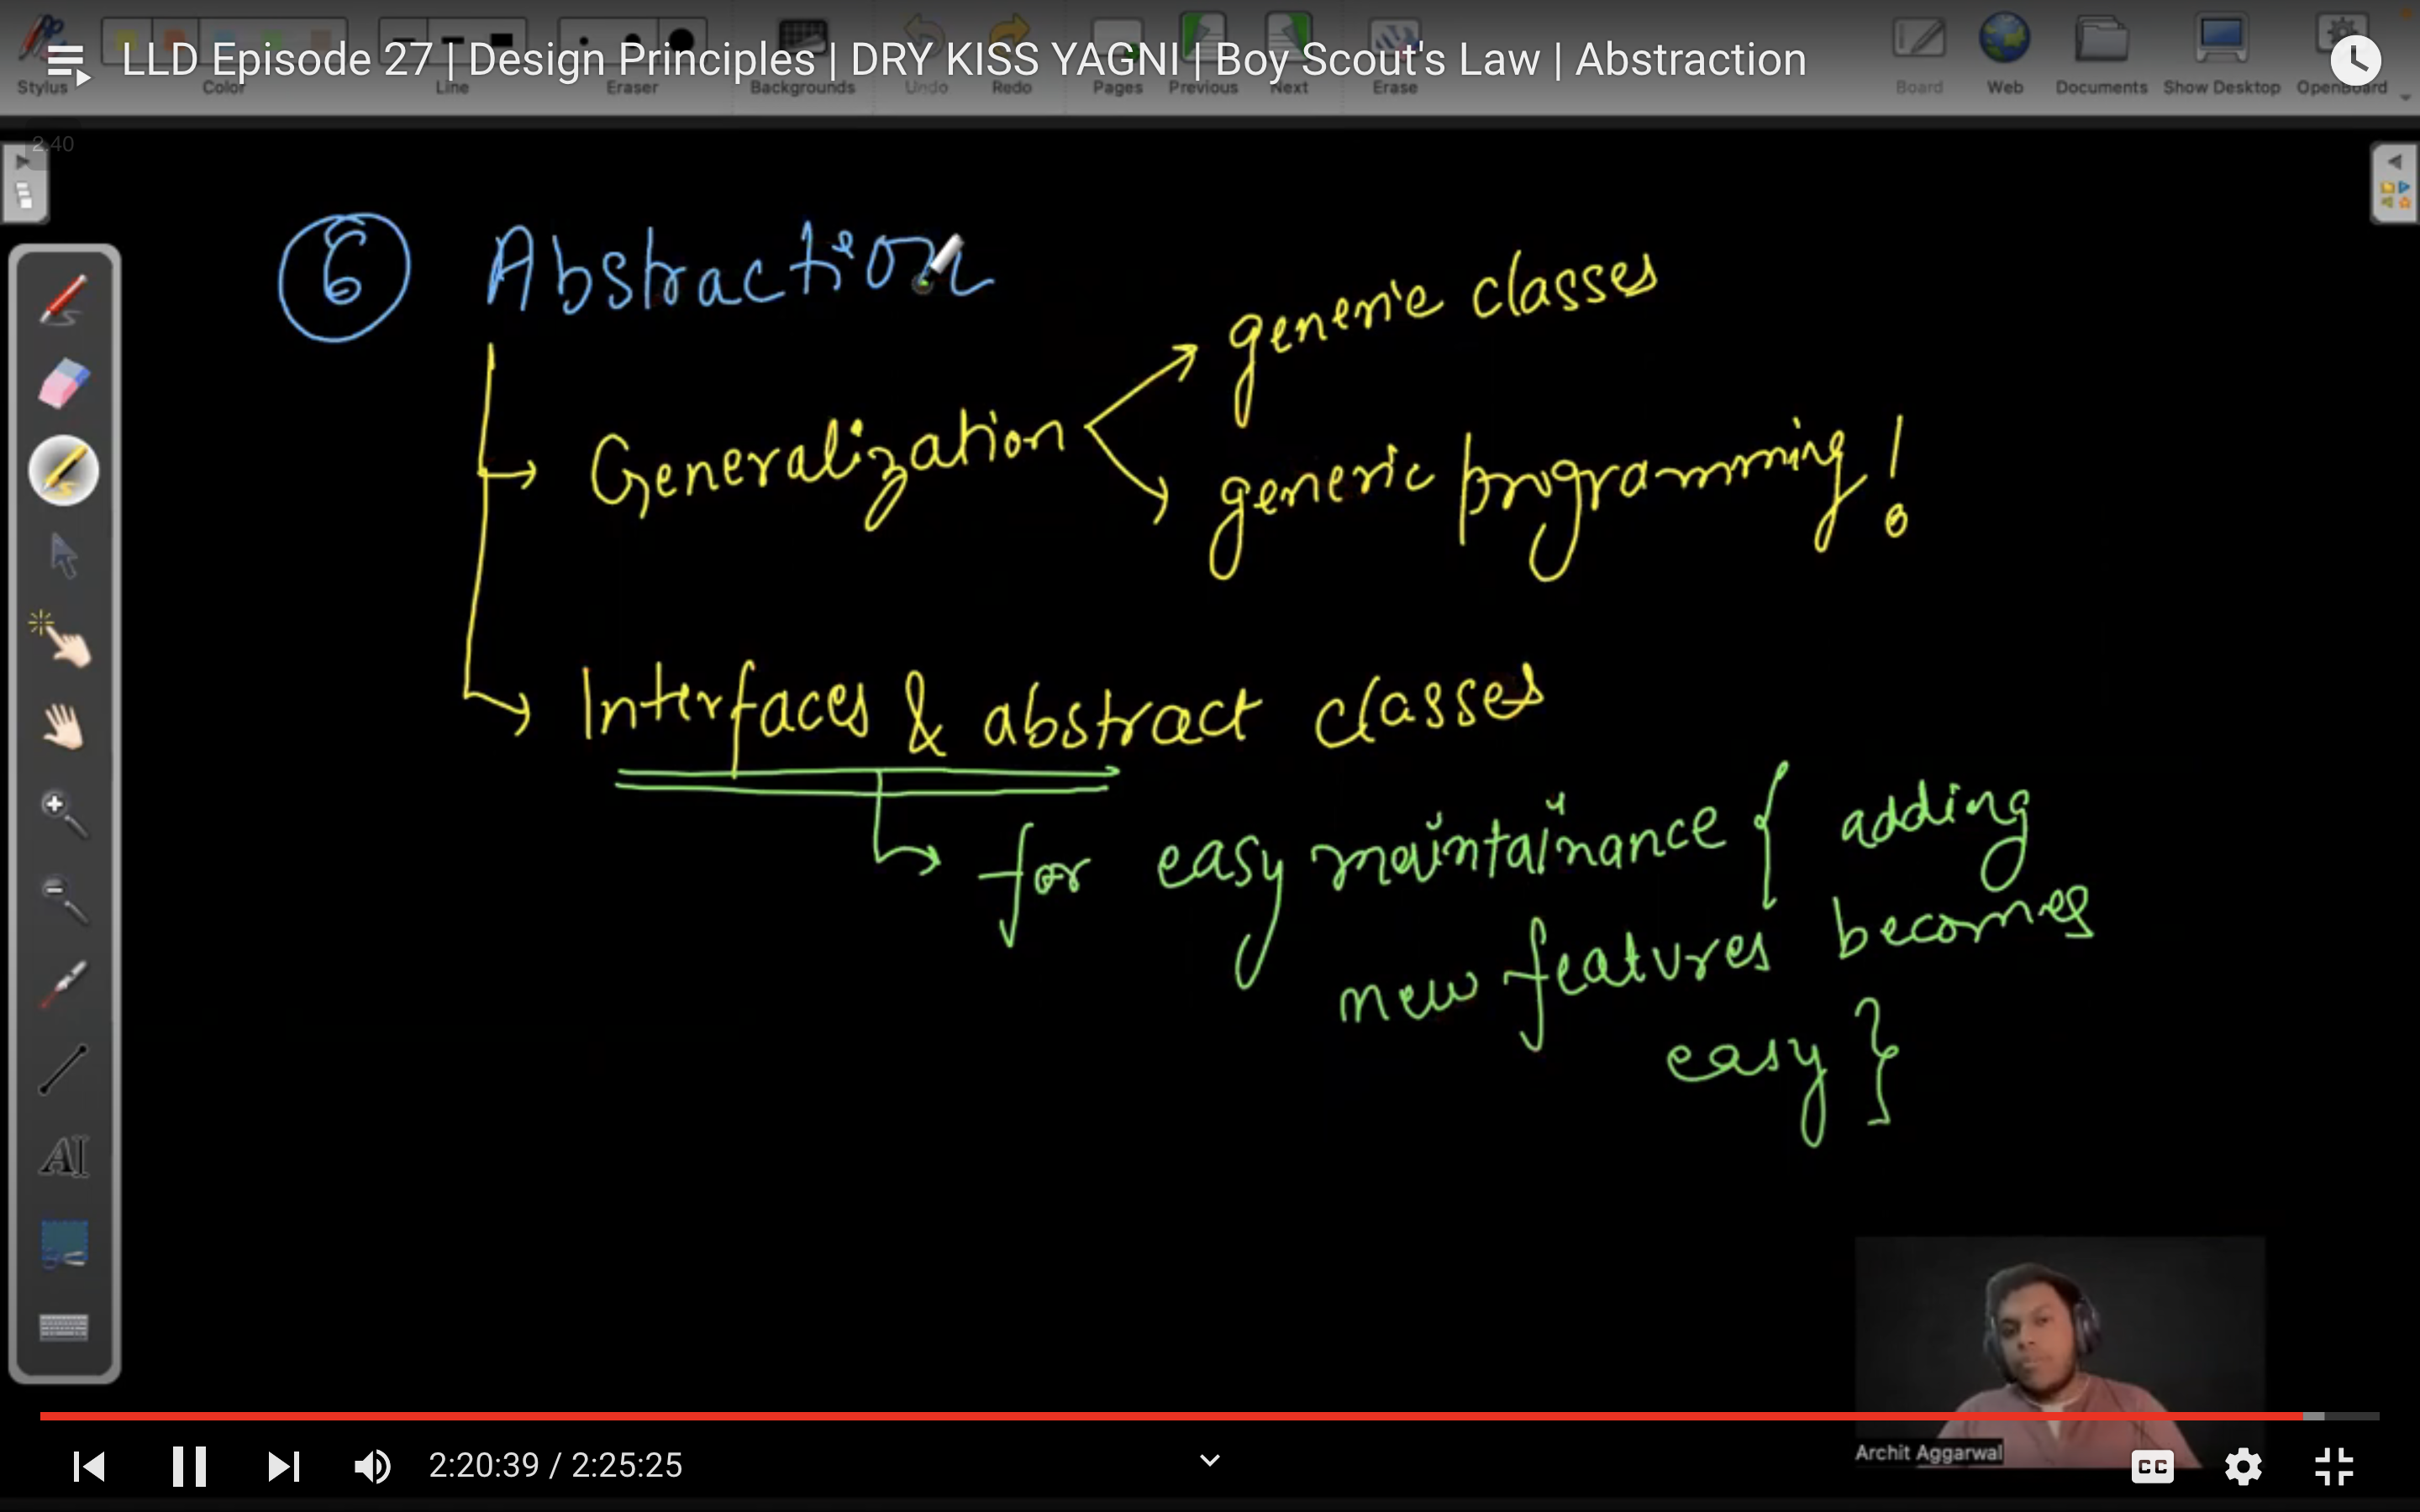 LLD Episode 27 | Design Principles | DRY KISS YAGNI | Boy Scout's Law | Abstraction
Stylus Color Line Eraser Backgrounds Undo Redo Pages Previous Next Erase Board Web Documents Show Desktop OpenBoard
2:40
6 Abstraction
generic classes
Generalization
generic programming!
Interfaces & abstract classes
for easy maintainance { adding
new features becomes
easy }
AI
Archit Aggarwal
2:20:39 / 2:25:25
CC